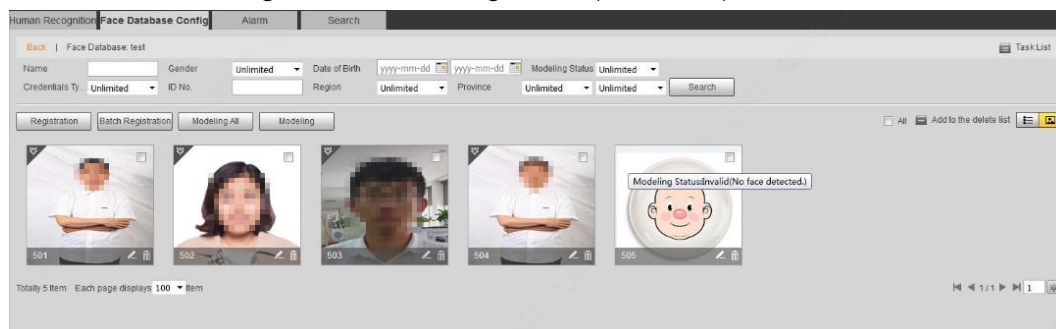 Human Recognition Face Database Config Alarm Search
Back | Face Database: test Task List
Name Gender Unlimited Date of Birth yyyy-mm-dd yyyy-mm-dd Modeling Status Unlimited
Credentials Ty... Unlimited ID No. Region Unlimited Province Unlimited Unlimited Search
Registration Batch Registration Modeling All Modeling All Add to the delete list
Modeling Status:Invalid(No face detected.)
501 502 503 504 505
Totally 5 Item Each page displays 100 Item 1/1 1